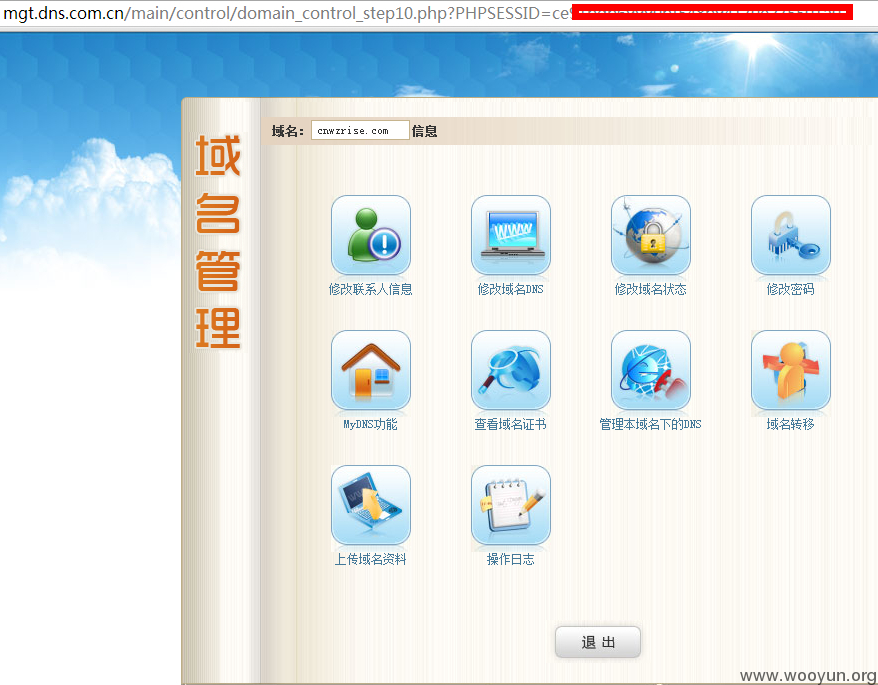 mgt.dns.com.cn/main/control/domain_control_step10.php?PHPSESSID=ce
域名管理
域名: cnwzrise.com 信息
修改联系人信息 修改域名DNS 修改域名状态 修改密码
MyDNS功能 查看域名证书 管理本域名下的DNS 域名转移
上传域名资料 操作日志
退 出
www.wooyun.org